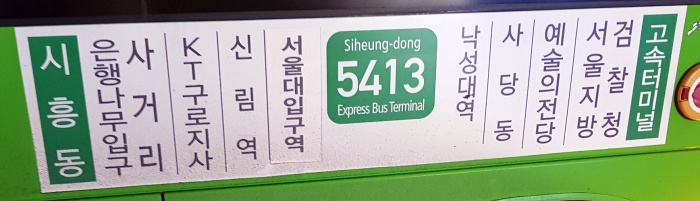 시흥동
은행나무입구
사거리
KT구로지사
신림역
서울대입구역
Siheung-dong
5413
Express Bus Terminal
낙성대역
사당동
예술의전당
서울지방
검찰청
고속터미널